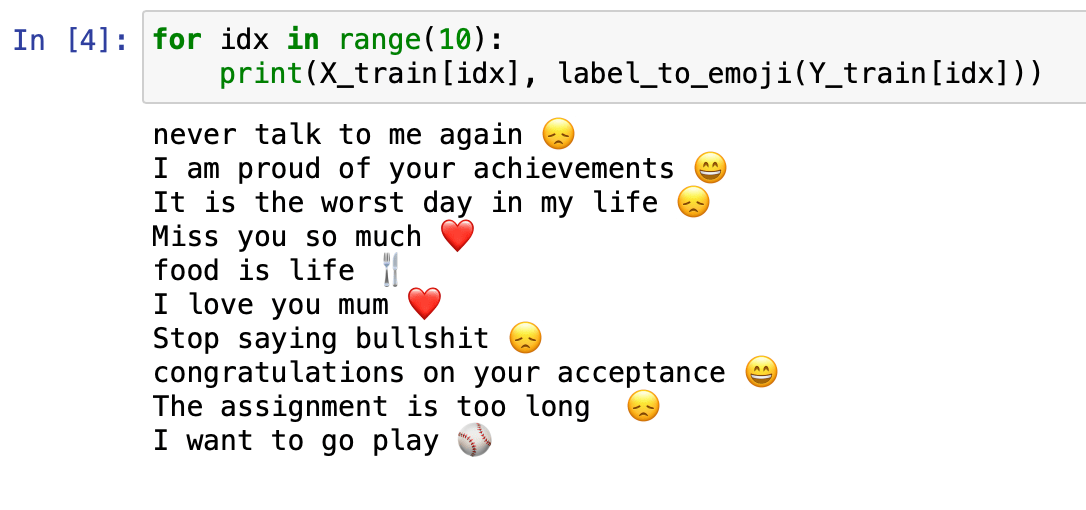 In [4]: for idx in range(10):
print(X_train[idx], label_to_emoji(Y_train[idx]))
never talk to me again 😞
I am proud of your achievements 😄
It is the worst day in my life 😞
Miss you so much ❤️
food is life 🍴
I love you mum ❤️
Stop saying bullshit 😞
congratulations on your acceptance 😄
The assignment is too long  😞
I want to go play ⚾